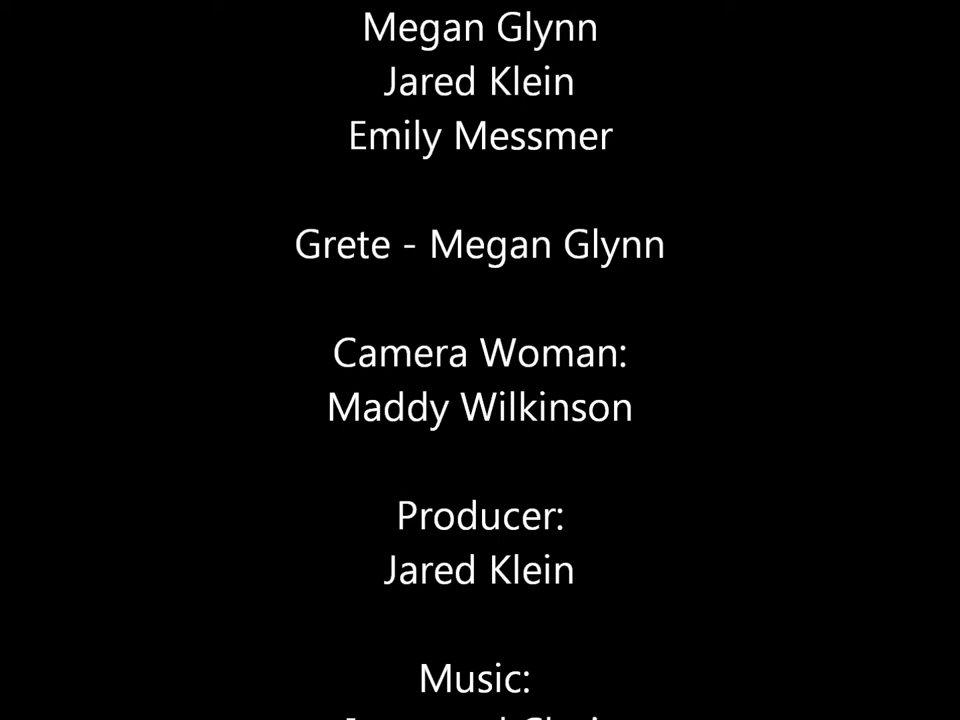 Megan Glynn
Jared Klein
Emily Messmer
Grete - Megan Glynn
Camera Woman:
Maddy Wilkinson
Producer:
Jared Klein
Music: